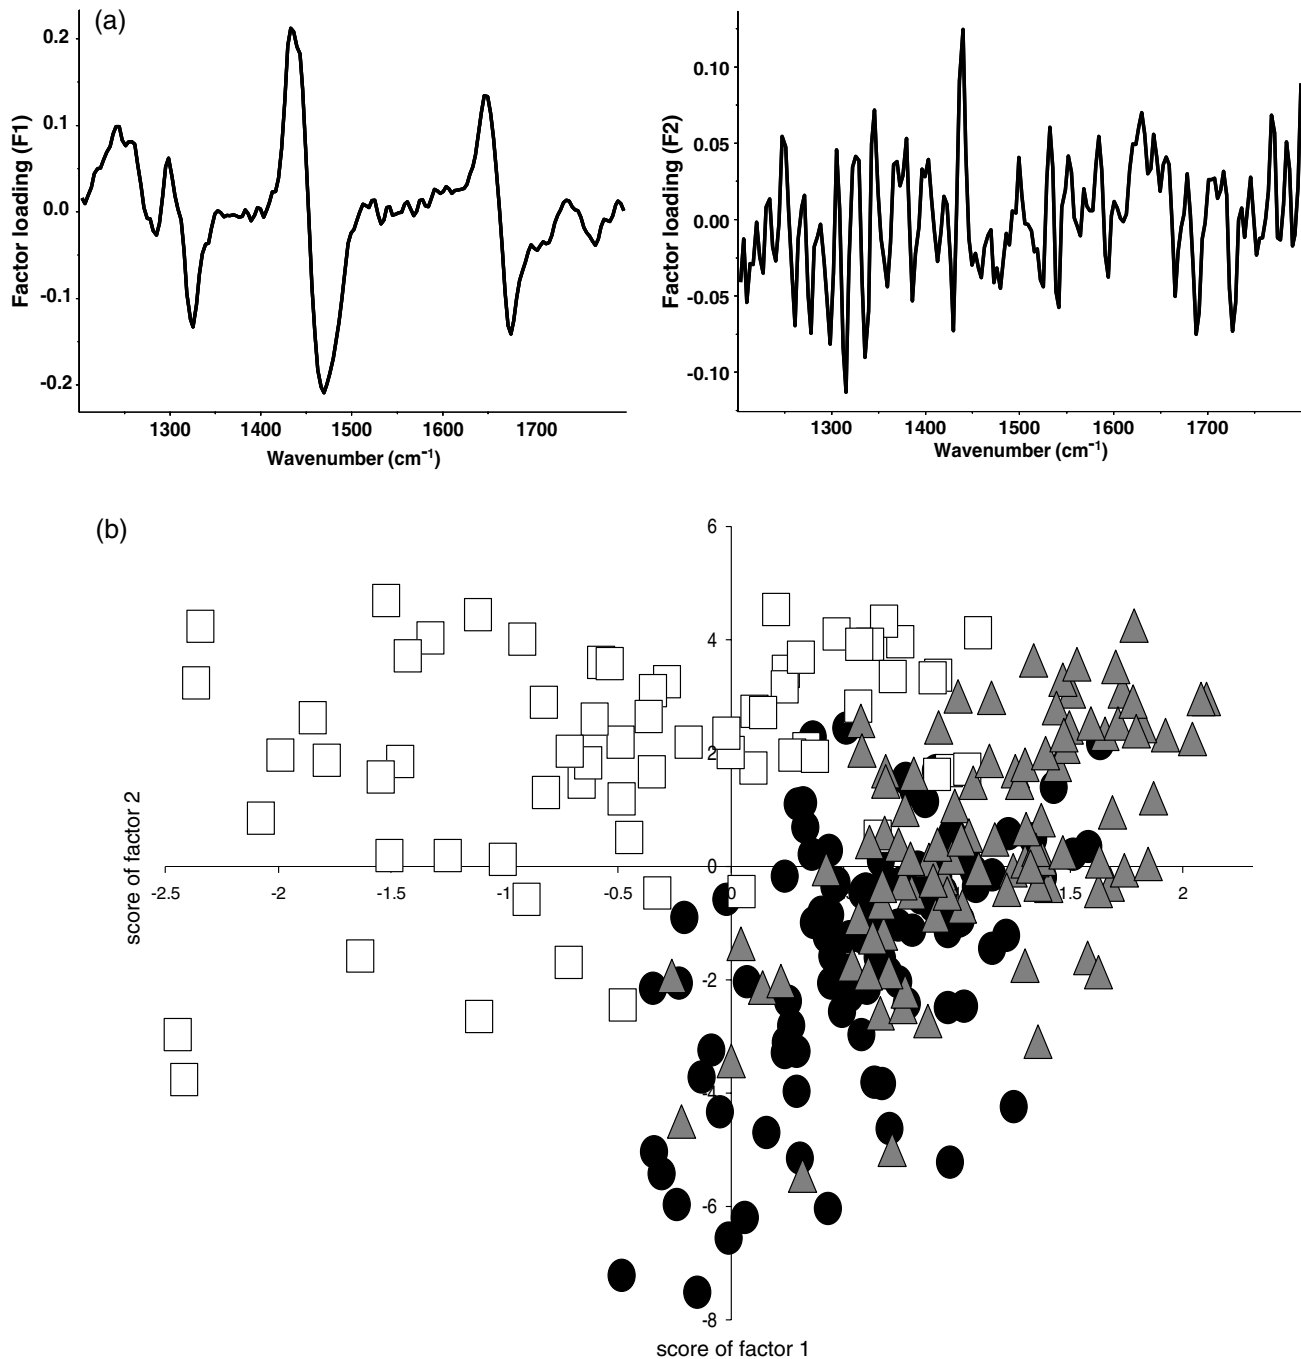 (a)
0.2
0.1
0.0
-0.1
-0.2
Factor loading (F1)
1300 1400 1500 1600 1700
Wavenumber (cm-1)
0.10
0.05
0.00
-0.05
-0.10
Factor loading (F2)
1300 1400 1500 1600 1700
Wavenumber (cm-1)
(b)
6
4
2
0
-2.5 -2 -1.5 -1 -0.5 0 1.5 2
-2
-4
-6
-8
score of factor 2
score of factor 1